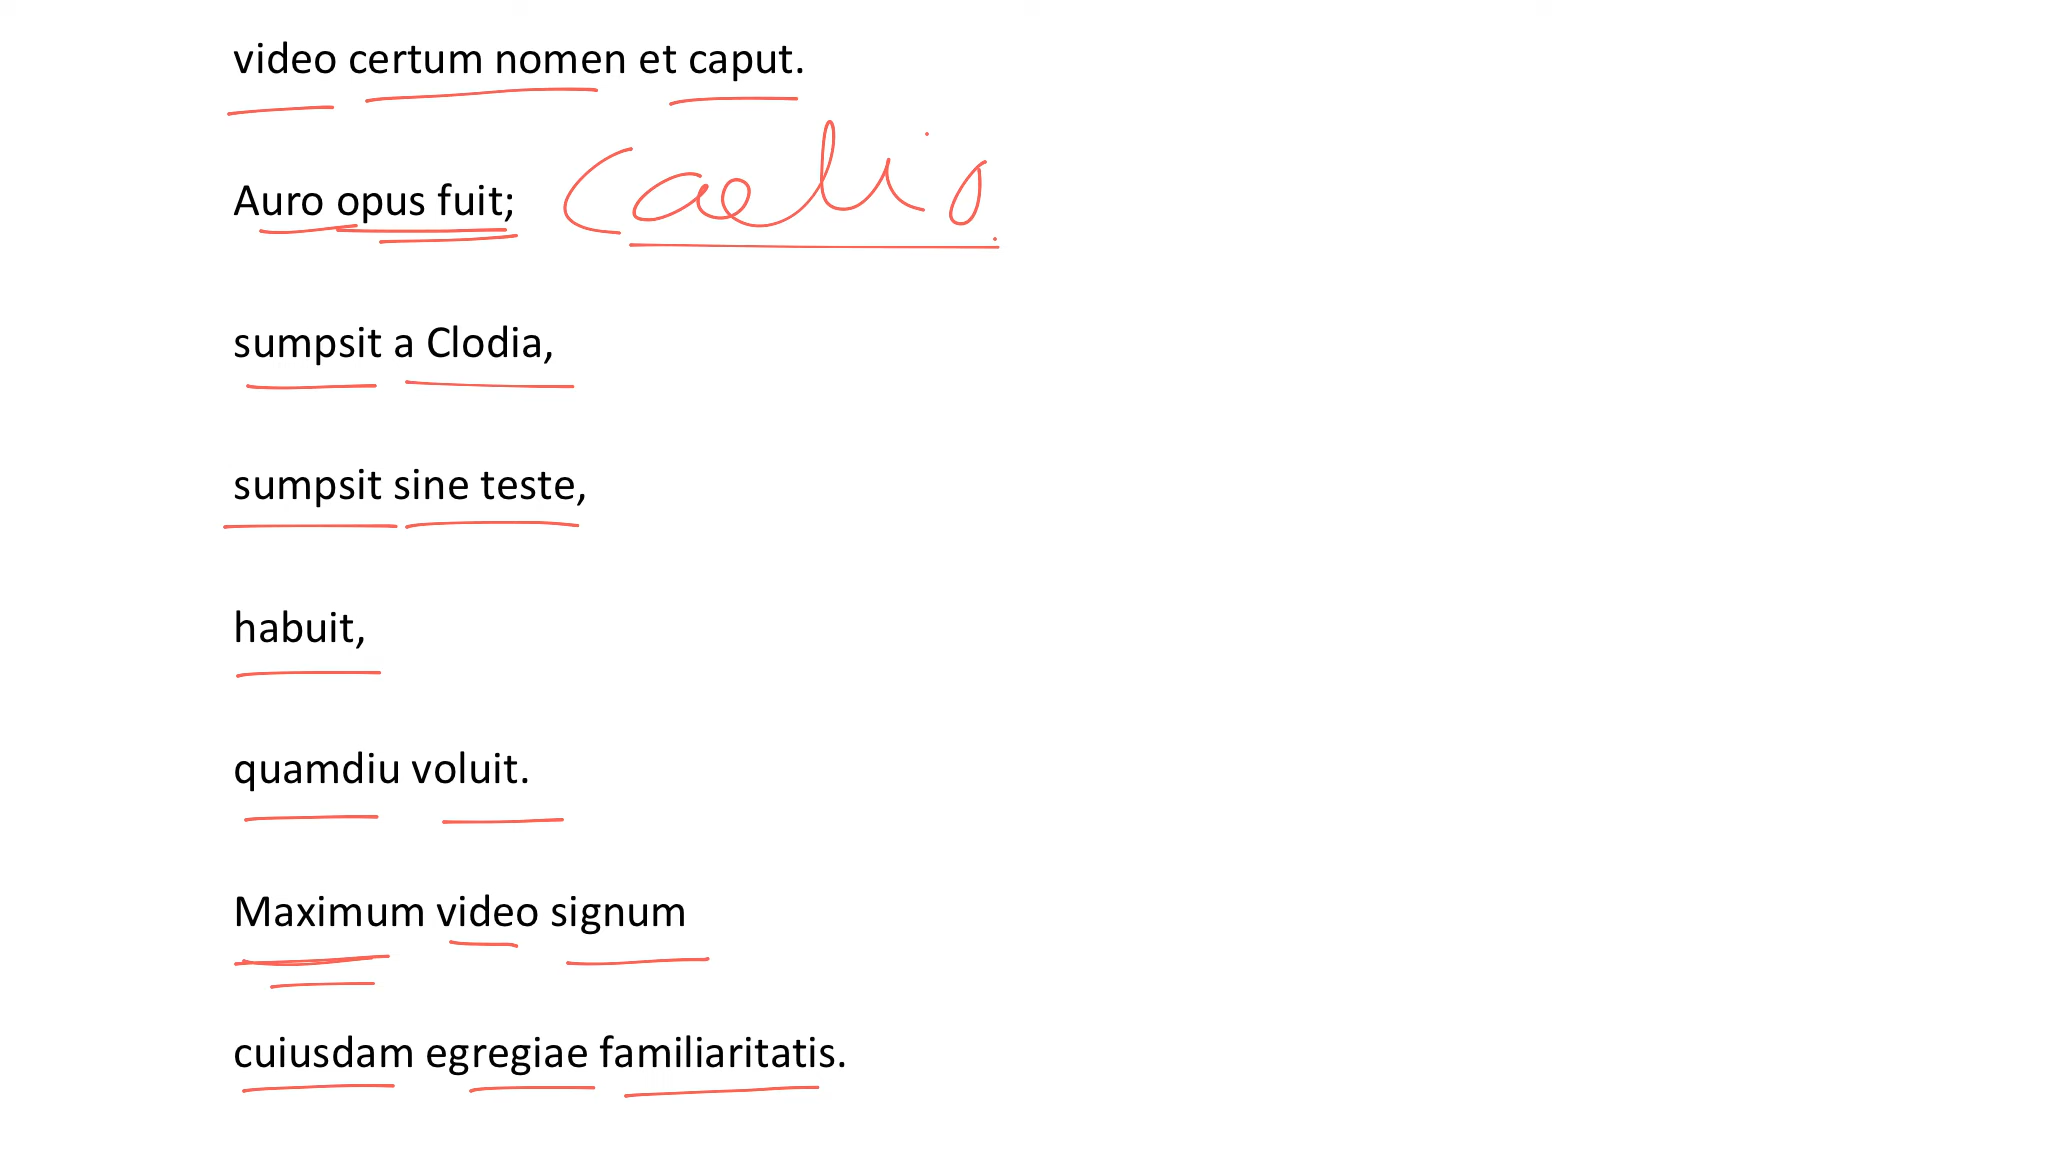 video certum nomen et caput.
Auro opus fuit; Caelio
sumpsit a Clodia,
sumpsit sine teste,
habuit,
quamdiu voluit.
Maximum video signum
cuiusdam egregiae familiaritatis.